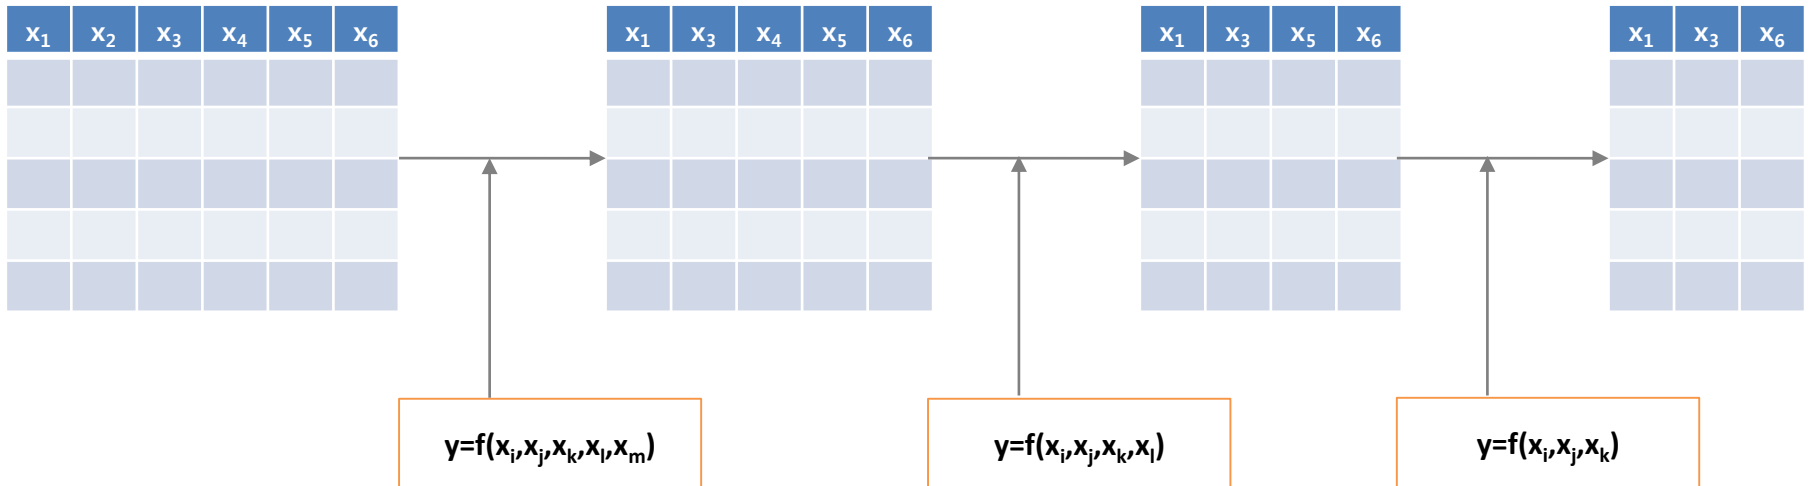 x1 x2 x3 x4 x5 x6
x1 x3 x4 x5 x6
x1 x3 x5 x6
x1 x3 x6
y=f(xi,xj,xk,xl,xm)
y=f(xi,xj,xk,xl)
y=f(xi,xj,xk)